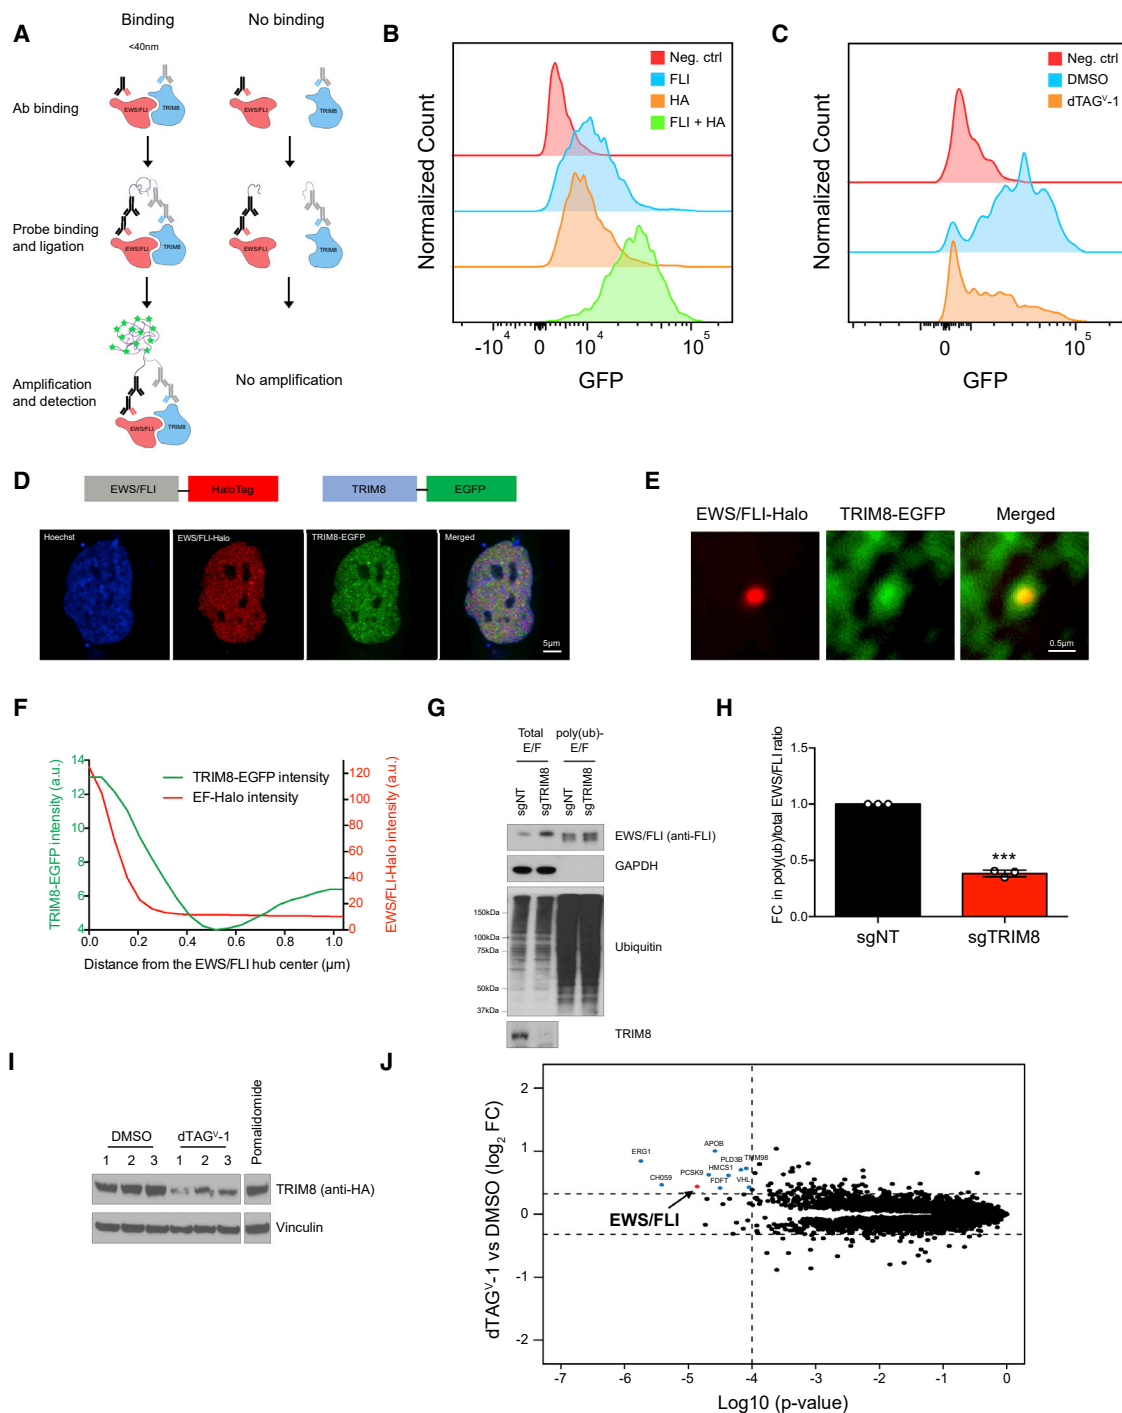 A
Binding
No binding
<40nm
Ab binding
EWS/FLI
TRIM8
EWS/FLI
TRIM8
Probe binding
and ligation
EWS/FLI
TRIM8
EWS/FLI
TRIM8
Amplification
and detection
No amplification
EWS/FLI
TRIM8
B
Normalized Count
Neg. ctrl
FLI
HA
FLI + HA
-10⁴
0
10⁴
10⁵
GFP
C
Normalized Count
Neg. ctrl
DMSO
dTAGⱽ-1
0
10⁵
GFP
D
EWS/FLI
HaloTag
TRIM8
EGFP
Hoechst
EWS/FLI-Halo
TRIM8-EGFP
Merged
5µm
E
EWS/FLI-Halo
TRIM8-EGFP
Merged
0.5µm
F
TRIM8-EGFP intensity (a.u.)
14
12
10
8
6
4
TRIM8-EGFP intensity
EF-Halo intensity
120
100
80
60
40
20
0
EWS/FLI-Halo intensity (a.u.)
0.0
0.2
0.4
0.6
0.8
1.0
Distance from the EWS/FLI hub center (µm)
G
Total
E/F
poly(ub)-
E/F
sgNT
sgTRIM8
sgNT
sgTRIM8
EWS/FLI (anti-FLI)
GAPDH
150kDa
100kDa
75kDa
50kDa
37kDa
Ubiquitin
TRIM8
H
FC in poly(ub)/total EWS/FLI ratio
1.5
1.0
0.5
0.0
***
sgNT
sgTRIM8
I
DMSO
dTAGⱽ-1
Pomalidomide
1 2 3 1 2 3
TRIM8 (anti-HA)
Vinculin
J
dTAGⱽ-1 vs DMSO (log₂ FC)
2
1
0
-1
-2
ERG1
CH059
APOB
PLD3B
TMM98
PCSK9
HMCS1
FDFT
VHL
EWS/FLI
-7
-6
-5
-4
-3
-2
-1
0
Log10 (p-value)